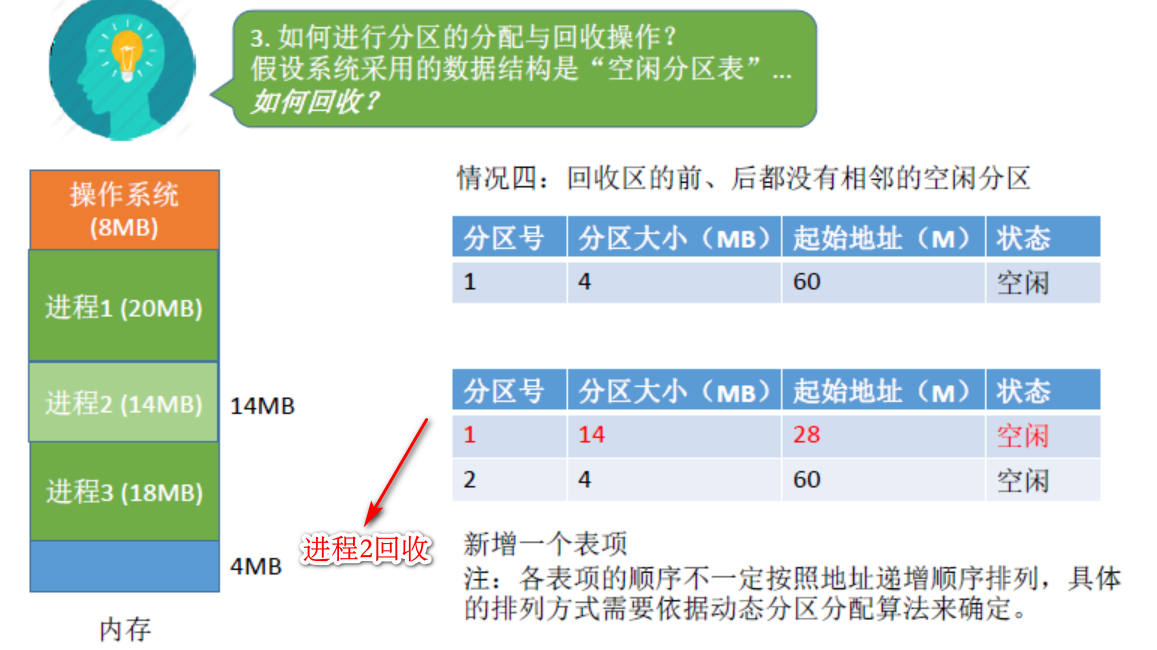 3. 如何进行分区的分配与回收操作？
假设系统采用的数据结构是“空闲分区表”...
如何回收？
操作系统
(8MB)
进程1 (20MB)
进程2 (14MB)
14MB
进程3 (18MB)
4MB
内存
进程2回收
情况四：回收区的前、后都没有相邻的空闲分区
分区号 分区大小（MB） 起始地址（M） 状态
1 4 60 空闲
分区号 分区大小（MB） 起始地址（M） 状态
1 14 28 空闲
2 4 60 空闲
新增一个表项
注：各表项的顺序不一定按照地址递增顺序排列，具体
的排列方式需要依据动态分区分配算法来确定。